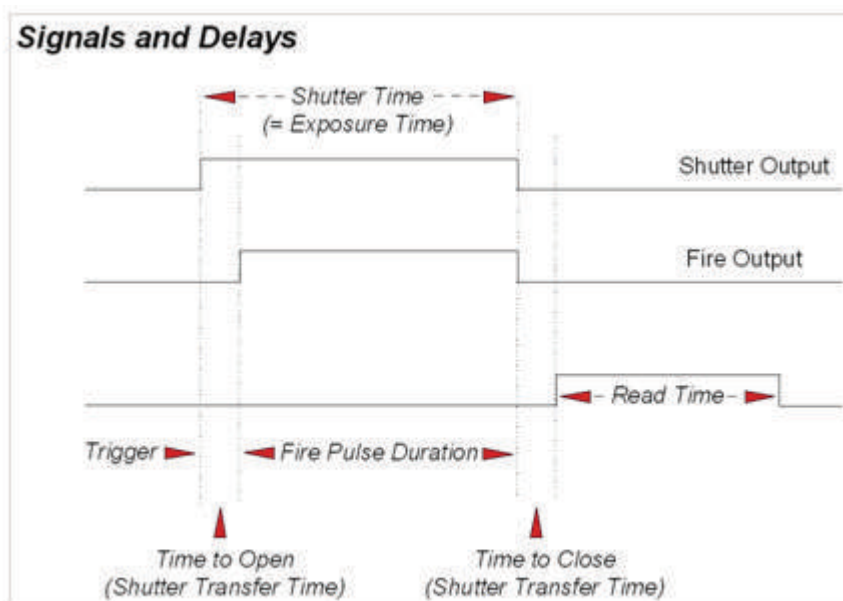 Signals and Delays
Shutter Time
(= Exposure Time)
Shutter Output
Fire Output
Read Time
Trigger
Fire Pulse Duration
Time to Open
(Shutter Transfer Time)
Time to Close
(Shutter Transfer Time)